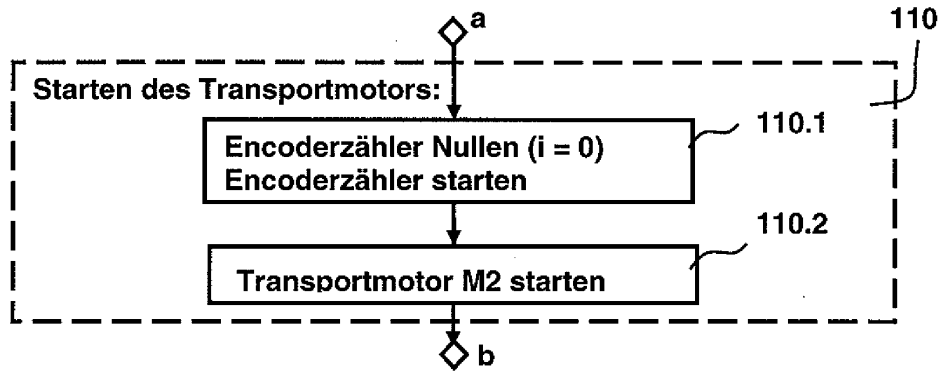 a
110
Starten des Transportmotors:
110.1
Encoderzähler Nullen (i = 0)
Encoderzähler starten
110.2
Transportmotor M2 starten
b